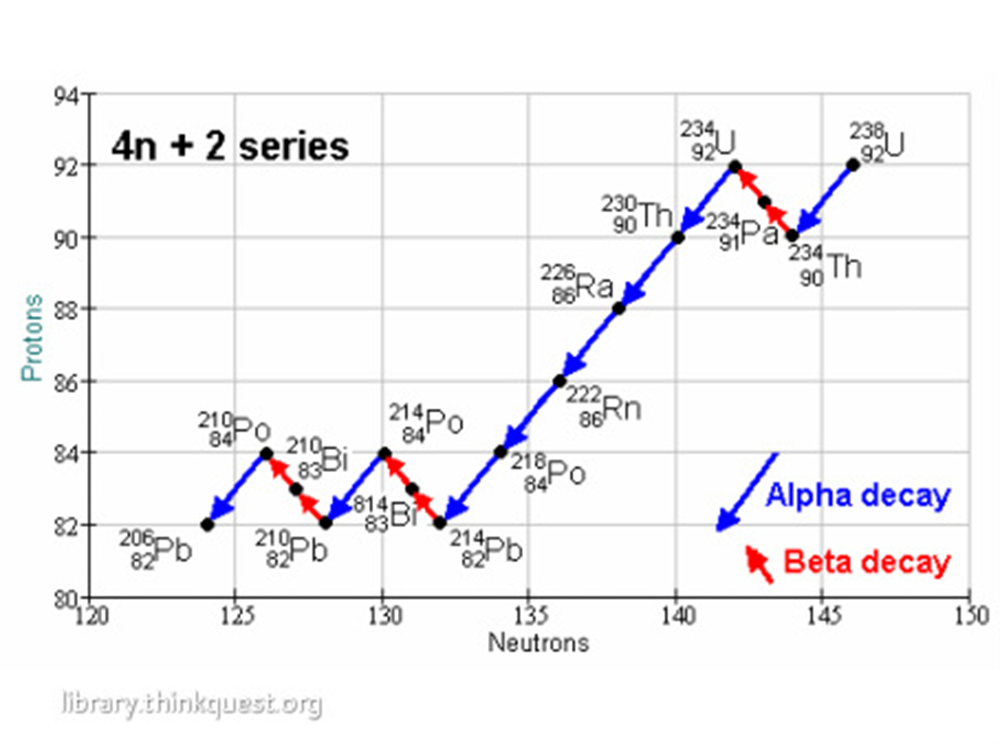 94
4n + 2 series
234
92U
238
92U
92
230
90Th
234
91Pa
90
234
90Th
226
86Ra
88
Protons
86
222
86Rn
210
84Po
214
84Po
210
83Bi
84
218
84Po
814
83Bi
Alpha decay
82
206
82Pb
210
82Pb
214
82Pb
Beta decay
80
120 125 130 135 140 145 150
Neutrons
library.thinkquest.org